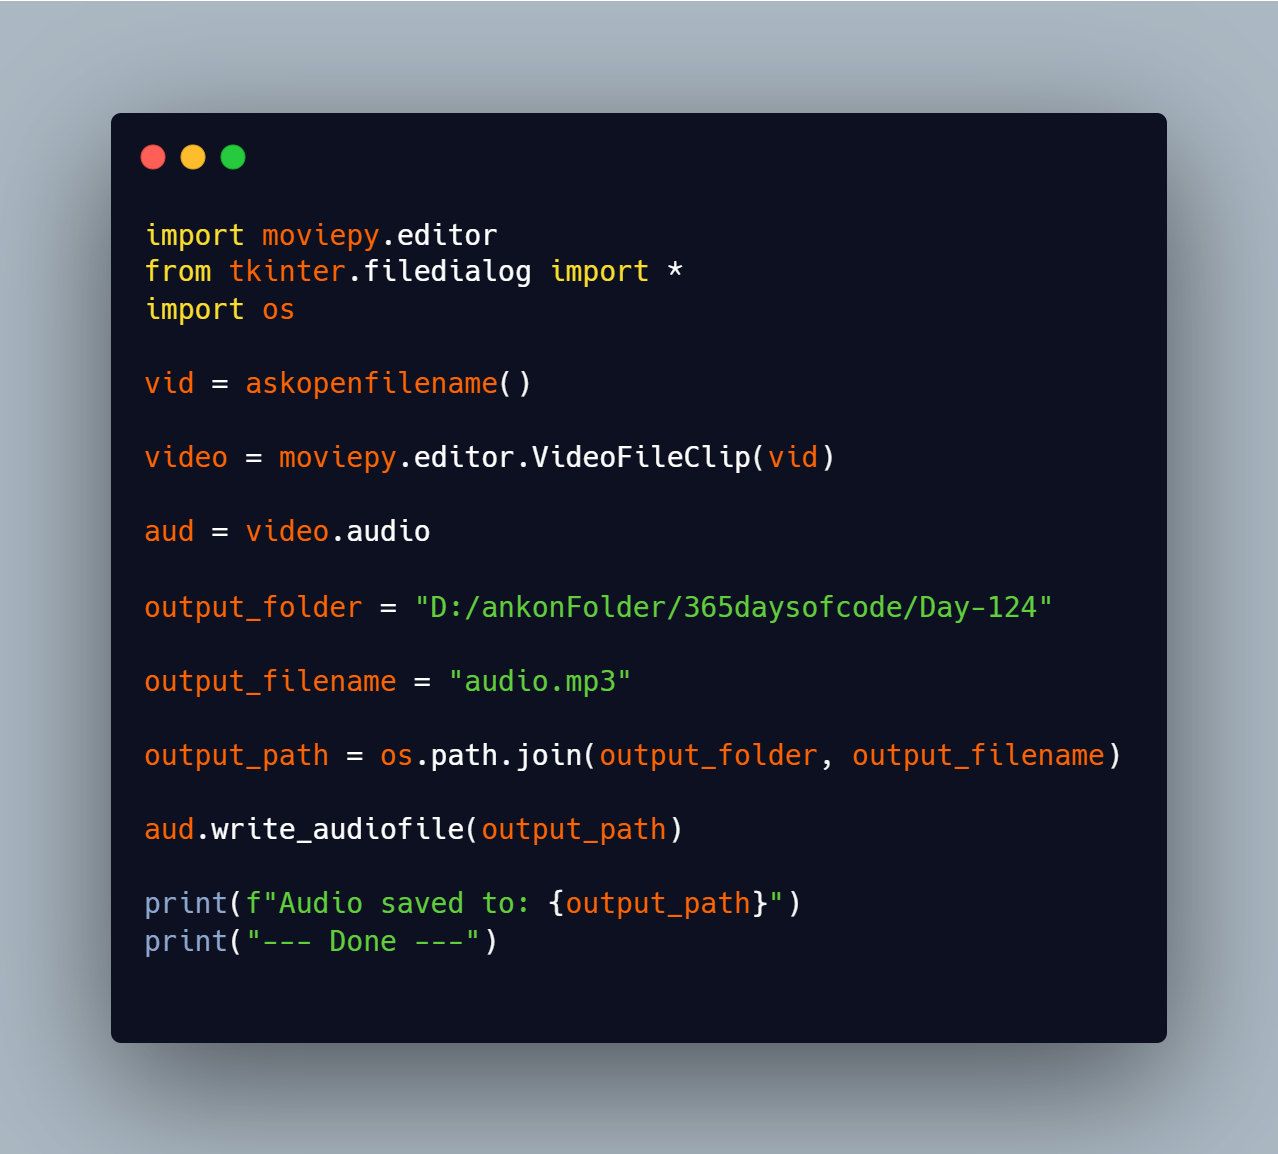 import moviepy.editor
from tkinter.filedialog import *
import os
vid = askopenfilename()
video = moviepy.editor.VideoFileClip(vid)
aud = video.audio
output_folder = "D:/ankonFolder/365daysofcode/Day-124"
output_filename = "audio.mp3"
output_path = os.path.join(output_folder, output_filename)
aud.write_audiofile(output_path)
print(f"Audio saved to: {output_path}")
print("--- Done ---")